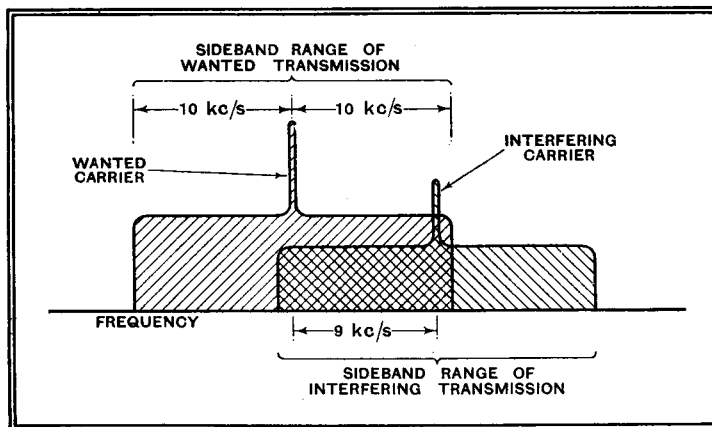 SIDEBAND RANGE OF
WANTED TRANSMISSION
10 kc/s
10 kc/s
WANTED
CARRIER
INTERFERING
CARRIER
FREQUENCY
9 kc/s
SIDEBAND RANGE OF
INTERFERING TRANSMISSION